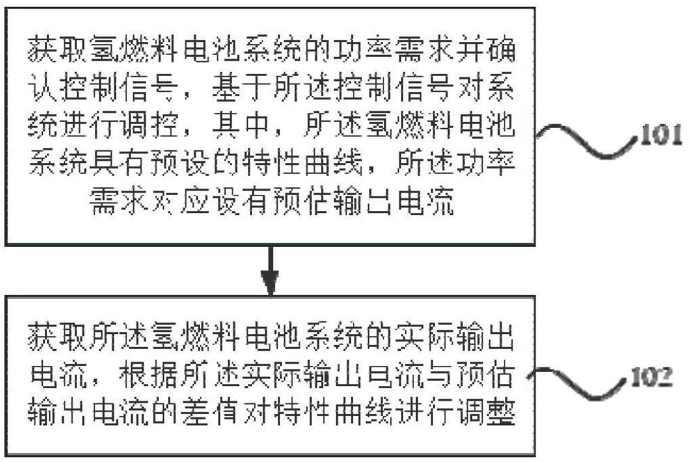 获取氢燃料电池系统的功率需求并确
认控制信号，基于所述控制信号对系
统进行调控，其中，所述氢燃料电池
系统具有预设的特性曲线，所述功率
需求对应设有预估输出电流
101
获取所述氢燃料电池系统的实际输出
电流，根据所述实际输出电流与预估
输出电流的差值对特性曲线进行调整
102